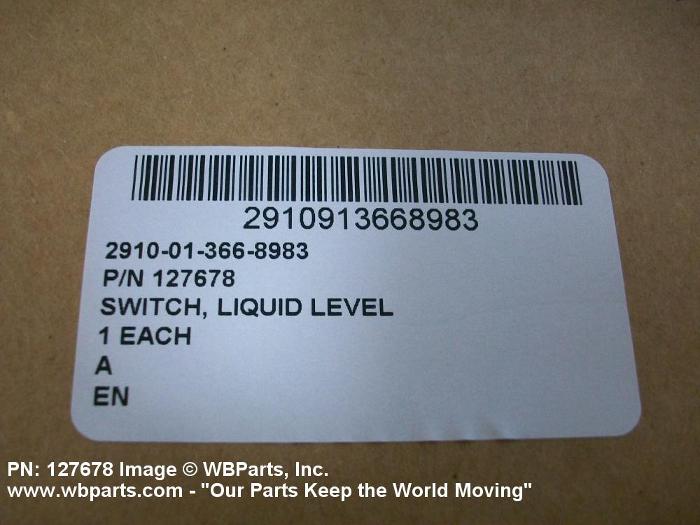 2910913668983
2910-01-366-8983
P/N 127678
SWITCH, LIQUID LEVEL
1 EACH
A
EN
PN: 127678 Image © WBParts, Inc.
www.wbparts.com - "Our Parts Keep the World Moving"